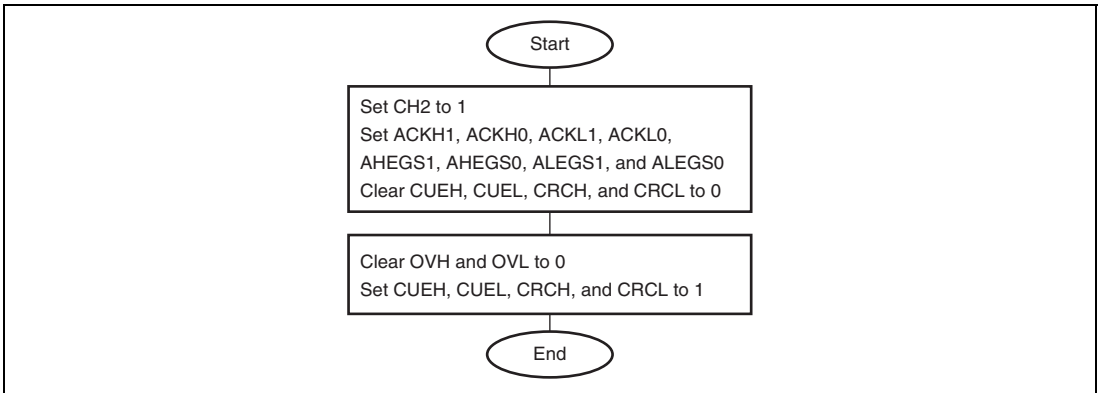 Start
Set CH2 to 1
Set ACKH1, ACKH0, ACKL1, ACKL0,
AHEGS1, AHEGS0, ALEGS1, and ALEGS0
Clear CUEH, CUEL, CRCH, and CRCL to 0
Clear OVH and OVL to 0
Set CUEH, CUEL, CRCH, and CRCL to 1
End